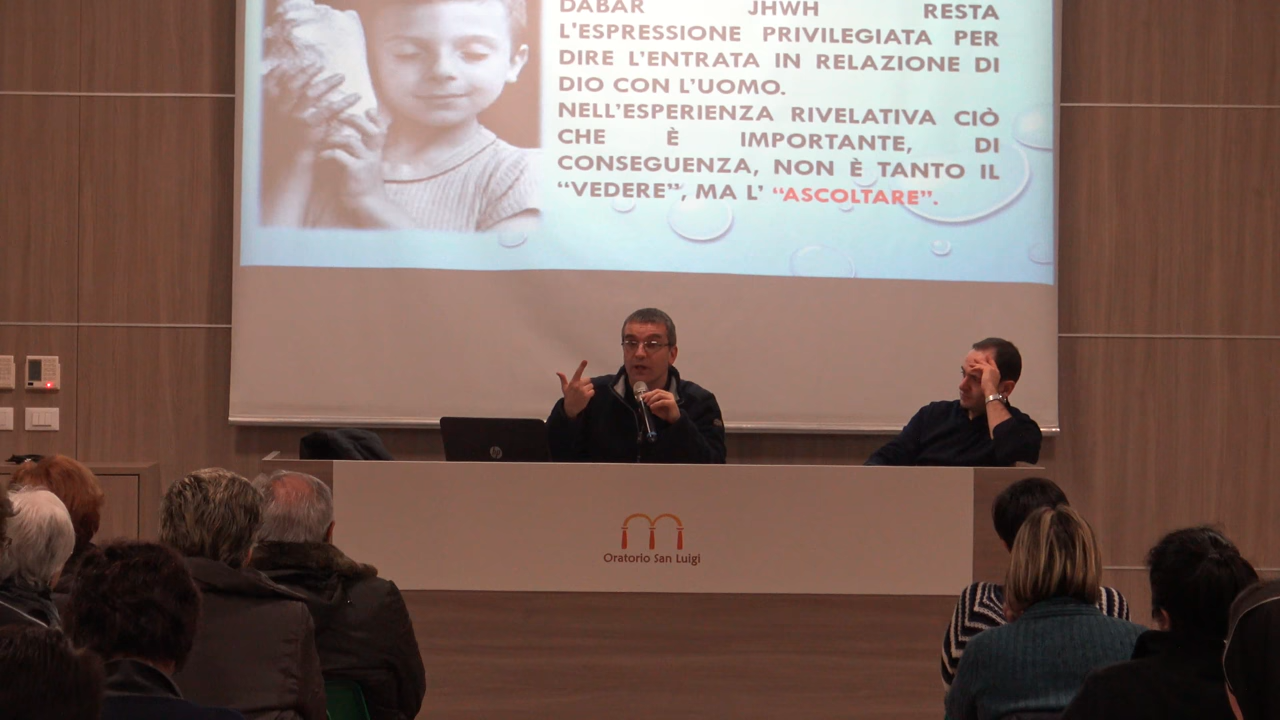 DABAR JHWH RESTA
L'ESPRESSIONE PRIVILEGIATA PER
DIRE L'ENTRATA IN RELAZIONE DI
DIO CON L'UOMO.
NELL'ESPERIENZA RIVELATIVA CIÒ
CHE È IMPORTANTE, DI
CONSEGUENZA, NON È TANTO IL
“VEDERE”, MA L' “ASCOLTARE”.
Oratorio San Luigi